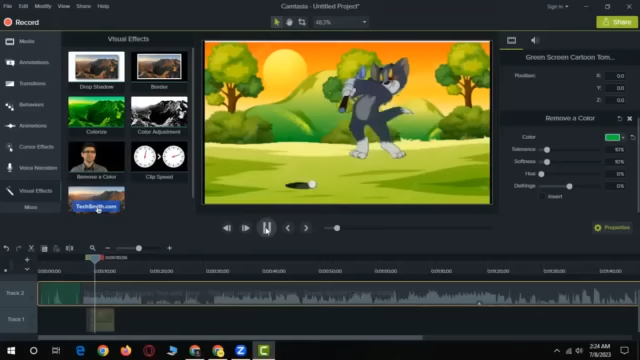 File Edit Modify View Share Help
Camtasia - Untitled Project*
Sign in
Record
48.3%
Share
Media
Annotations
Transitions
Behaviors
Animations
Cursor Effects
Voice Narration
Visual Effects
More
Visual Effects
Drop Shadow
Border
Colorize
Color Adjustment
Remove a Color
Clip Speed
TechSmith.com
Green Screen Cartoon Tom...
Position:
X: 0.0
Y: 0.0
Z: 0.0
Remove a Color
Color
Tolerance 10%
Softness 10%
Hue 0%
Defringe 0%
Invert
Properties
Track 2
Track 1
2:24 AM
7/8/2023